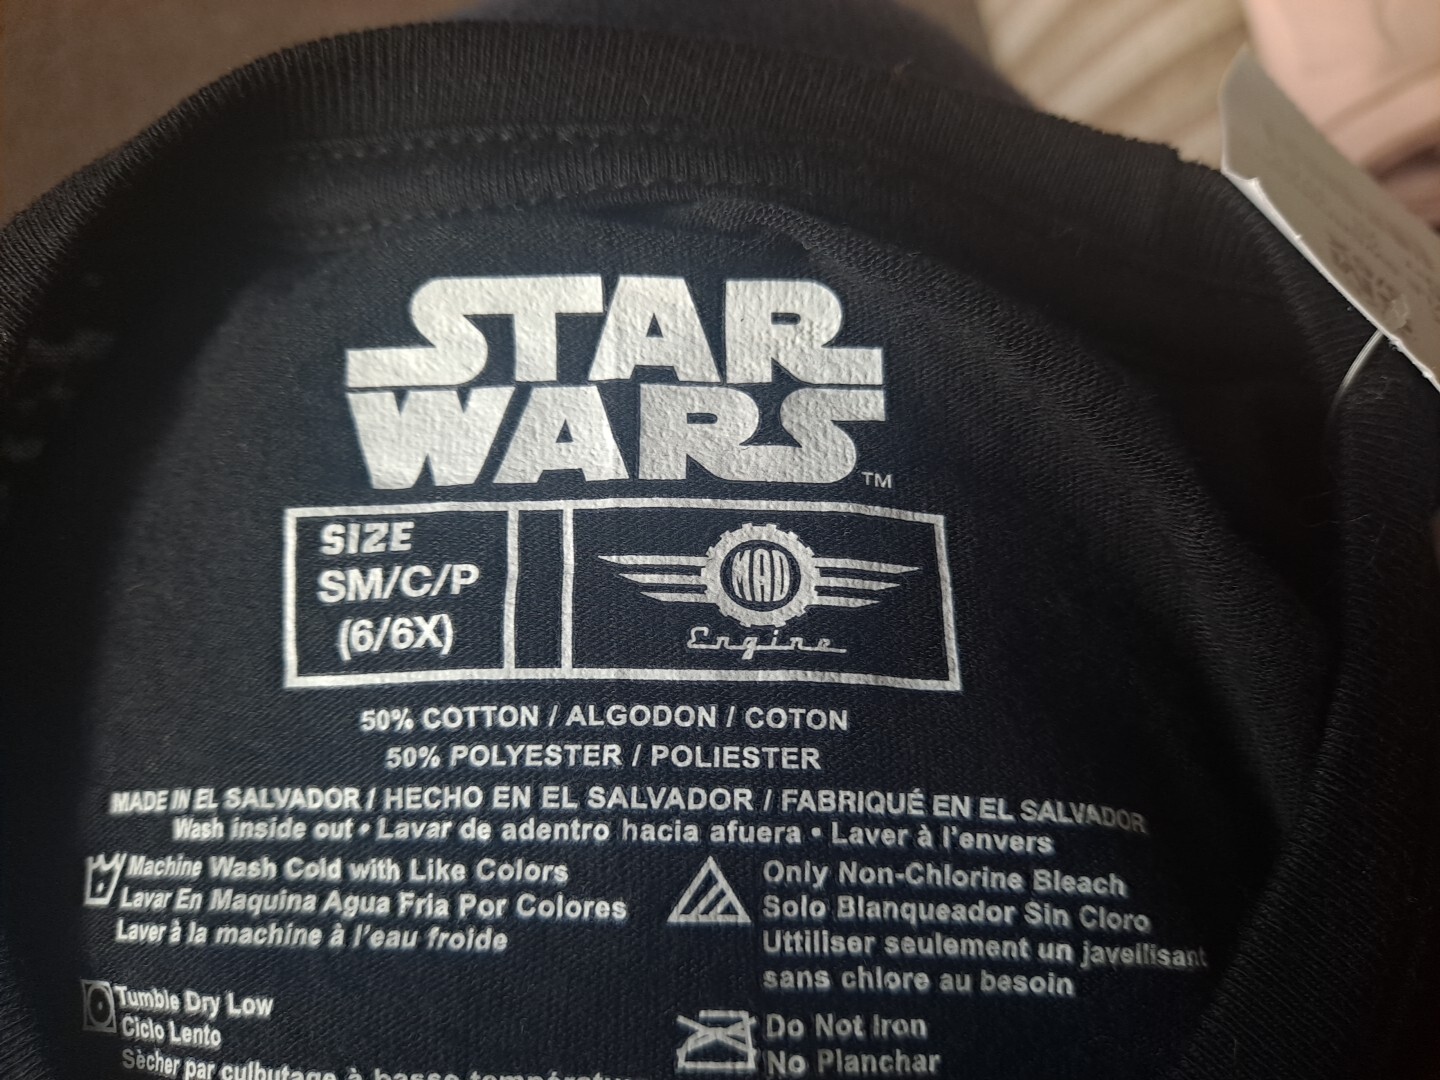 STAR
WARS
TM
SIZE
SM/C/P
(6/6X)
MAD
Engine
50% COTTON / ALGODON / COTON
50% POLYESTER / POLIESTER
MADE IN EL SALVADOR / HECHO EN EL SALVADOR / FABRIQUÉ EN EL SALVADOR
Wash inside out • Lavar de adentro hacia afuera • Laver à l'envers
Machine Wash Cold with Like Colors
Lavar En Maquina Agua Fria Por Colores
Laver à la machine à l'eau froide
Only Non-Chlorine Bleach
Solo Blanqueador Sin Cloro
Uttiliser seulement un javellisant
sans chlore au besoin
Tumble Dry Low
Ciclo Lento
Sècher par culbutage à basse
Do Not Iron
No Planchar